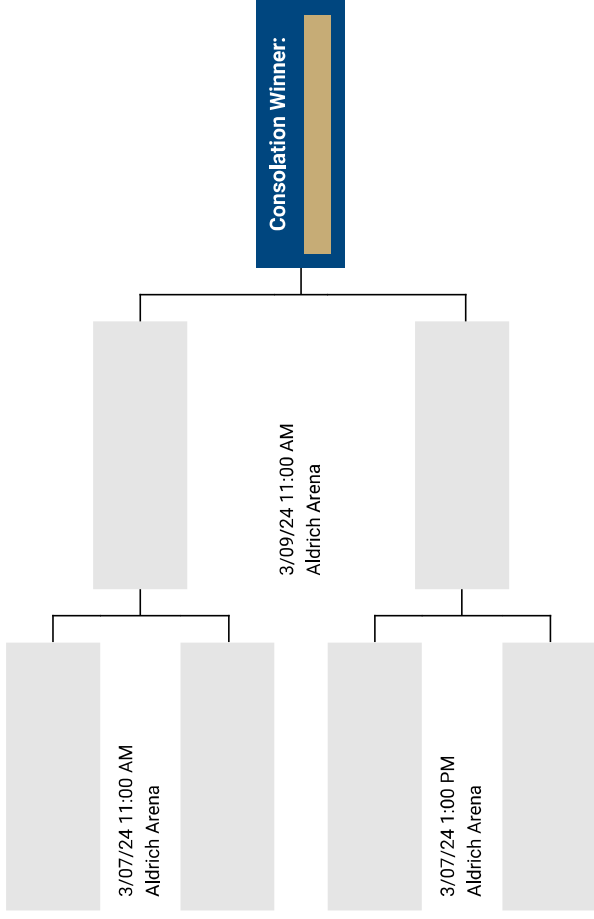 3/07/24 11:00 AM
Aldrich Arena
3/07/24 1:00 PM
Aldrich Arena
3/09/24 11:00 AM
Aldrich Arena
Consolation Winner: